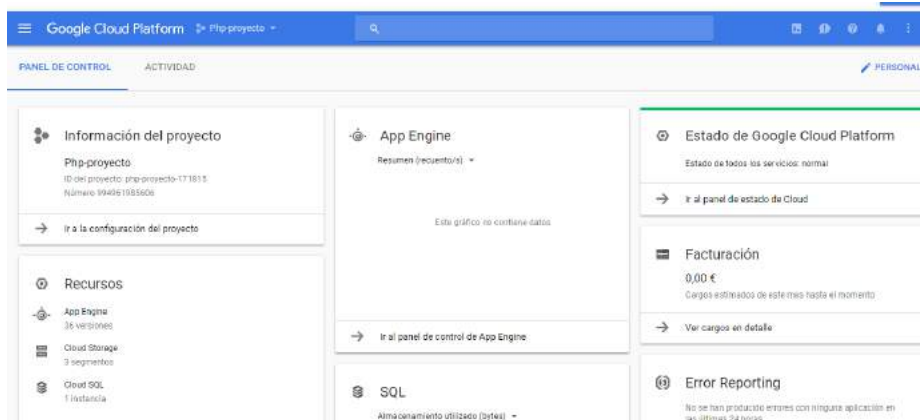 Google Cloud Platform Php-proyecto
PANEL DE CONTROL ACTIVIDAD PERSONAL
Información del proyecto
Php-proyecto
ID del proyecto: php-proyecto-171815
Número 994961985606
Ir a la configuración del proyecto
Recursos
App Engine
36 versiones
Cloud Storage
3 segmentos
Cloud SQL
1 instancia
App Engine
Resumen (recuento/s)
Este gráfico no contiene datos
Ir al panel de control de App Engine
SQL
Almacenamiento utilizado (bytes)
Estado de Google Cloud Platform
Estado de todos los servicios: normal
Ir al panel de estado de Cloud
Facturación
0,00 €
Cargos estimados de este mes hasta el momento
Ver cargos en detalle
Error Reporting
No se han producido errores con ninguna aplicación en
las últimas 24 horas